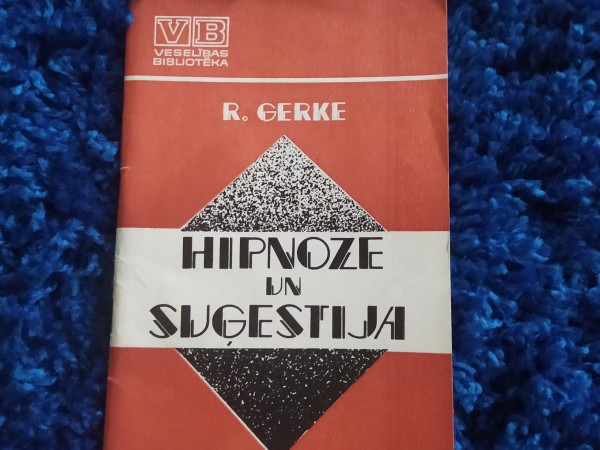 VB
VESELĪBAS
BIBLIOTĒKA
R. GERKE
HIPNOZE
UN
SUĢESTIJA